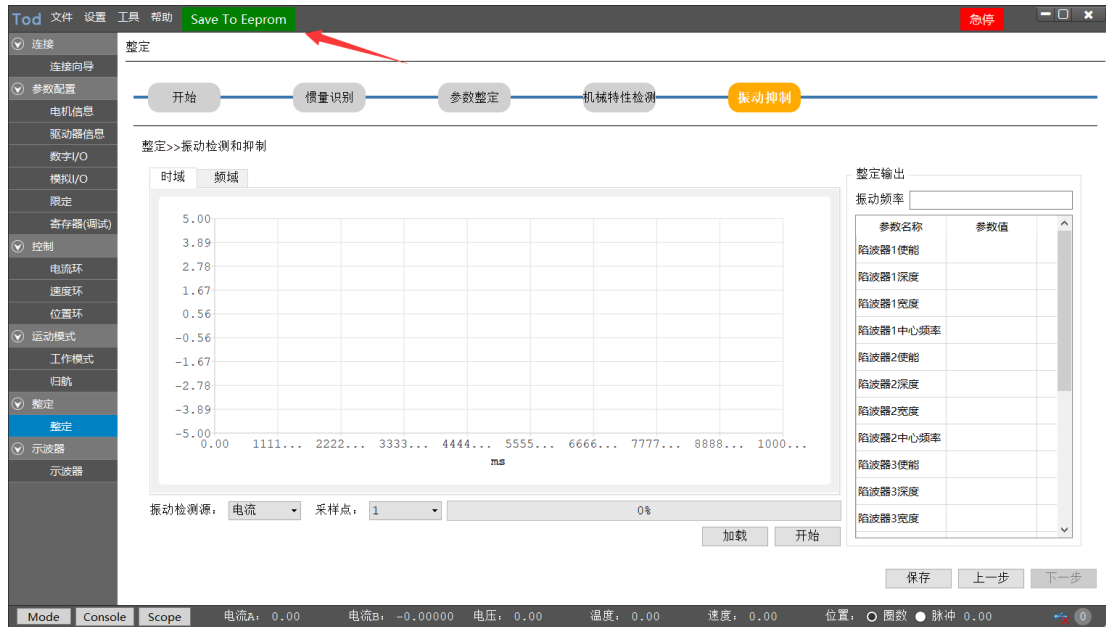 Tod 文件 设置 工具 帮助 Save To Eeprom 急停
连接
连接向导
参数配置
电机信息
驱动器信息
数字I/O
模拟I/O
限定
寄存器(调试)
控制
电流环
速度环
位置环
运动模式
工作模式
归航
整定
整定
示波器
示波器
整定
开始 惯量识别 参数整定 机械特性检测 振动抑制
整定>>振动检测和抑制
时域 频域
5.00
3.89
2.78
1.67
0.56
-0.56
-1.67
-2.78
-3.89
-5.00
0.00 1111... 2222... 3333... 4444... 5555... 6666... 7777... 8888... 1000...
ms
振动检测源： 电流 采样点： 1 0%
加载 开始
整定输出
振动频率
参数名称 参数值
陷波器1使能
陷波器1深度
陷波器1宽度
陷波器1中心频率
陷波器2使能
陷波器2深度
陷波器2宽度
陷波器2中心频率
陷波器3使能
陷波器3深度
陷波器3宽度
保存 上一步 下一步
Mode Console Scope 电流A： 0.00 电流B： -0.00000 电压： 0.00 温度： 0.00 速度： 0.00 位置： 圈数 脉冲 0.00 0